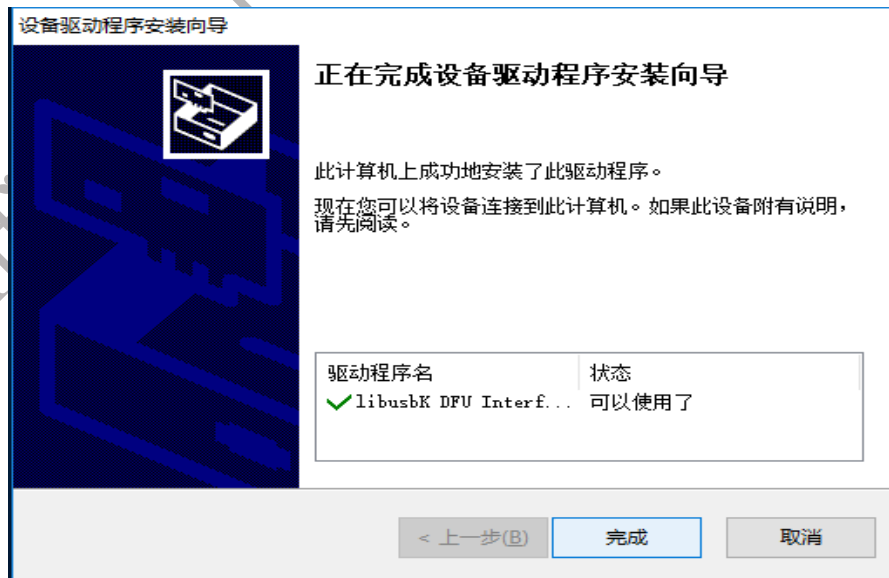 设备驱动程序安装向导
正在完成设备驱动程序安装向导
此计算机上成功地安装了此驱动程序。
现在您可以将设备连接到此计算机。如果此设备附有说明，
请先阅读。
驱动程序名 状态
libusbK DFU Interf... 可以使用了
< 上一步(B) 完成 取消